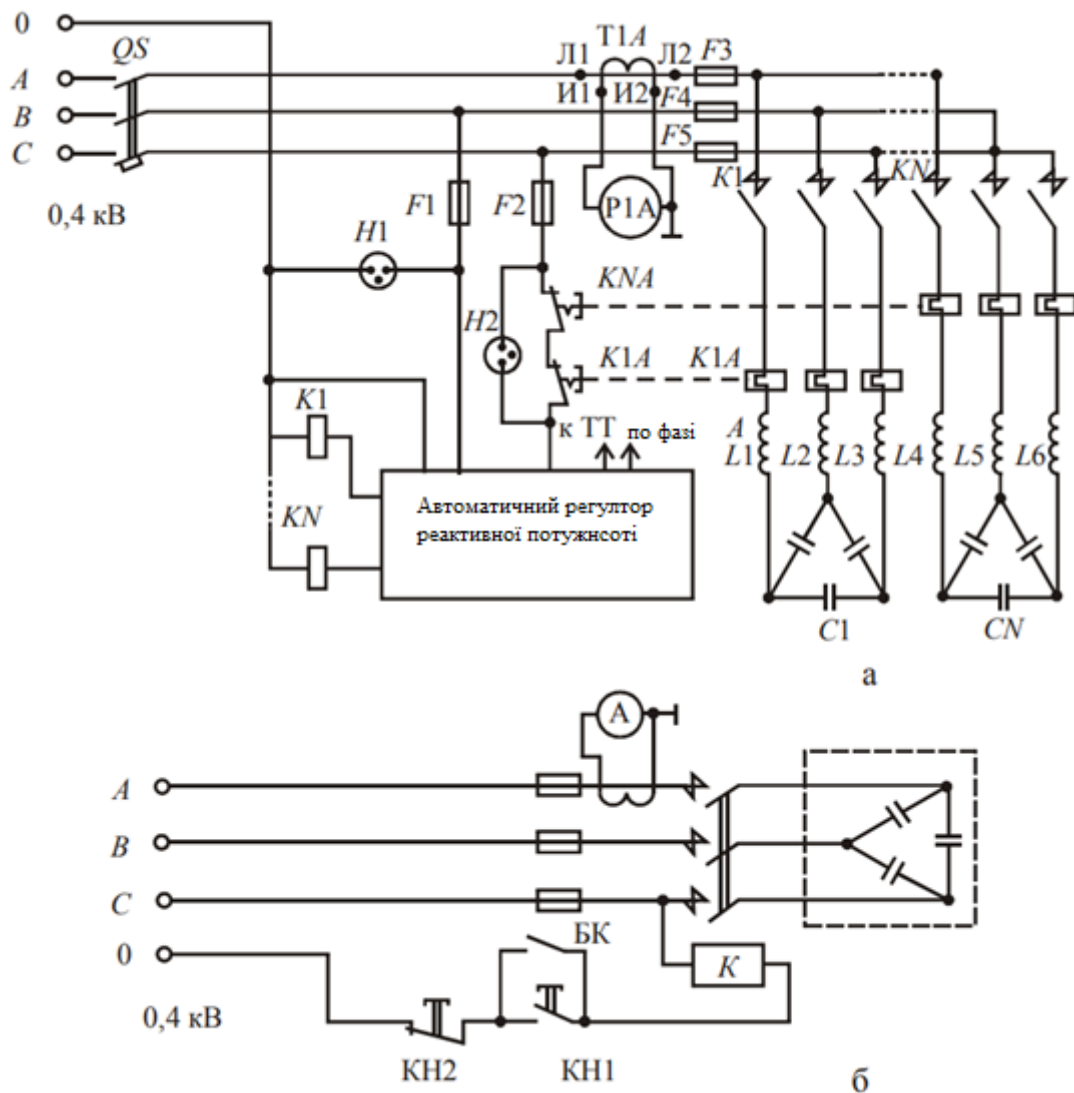 0
QS
A
B
C
0,4 кВ
Л1
T1A
Л2
F3
И1
И2
F4
F5
F1
F2
P1A
K1
KN
H1
KNA
H2
K1A
K1A
K1
к ТТ по фазі
A
L1
L2
L3
L4
L5
L6
KN
Автоматичний регултор
реактивної потужнсоті
C1
CN
а
A
A
B
C
БК
0
K
0,4 кВ
КН2
КН1
б